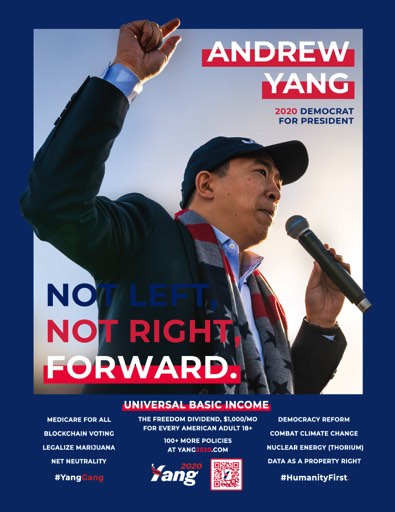 ANDREW
YANG
2020 DEMOCRAT
FOR PRESIDENT
NOT LEFT,
NOT RIGHT,
FORWARD.
UNIVERSAL BASIC INCOME
MEDICARE FOR ALL
BLOCKCHAIN VOTING
LEGALIZE MARIJUANA
NET NEUTRALITY
#YangGang
THE FREEDOM DIVIDEND, $1,000/MO
FOR EVERY AMERICAN ADULT 18+
100+ MORE POLICIES
AT YANG2020.COM
Yang 2020
DEMOCRACY REFORM
COMBAT CLIMATE CHANGE
NUCLEAR ENERGY (THORIUM)
DATA AS A PROPERTY RIGHT
#HumanityFirst